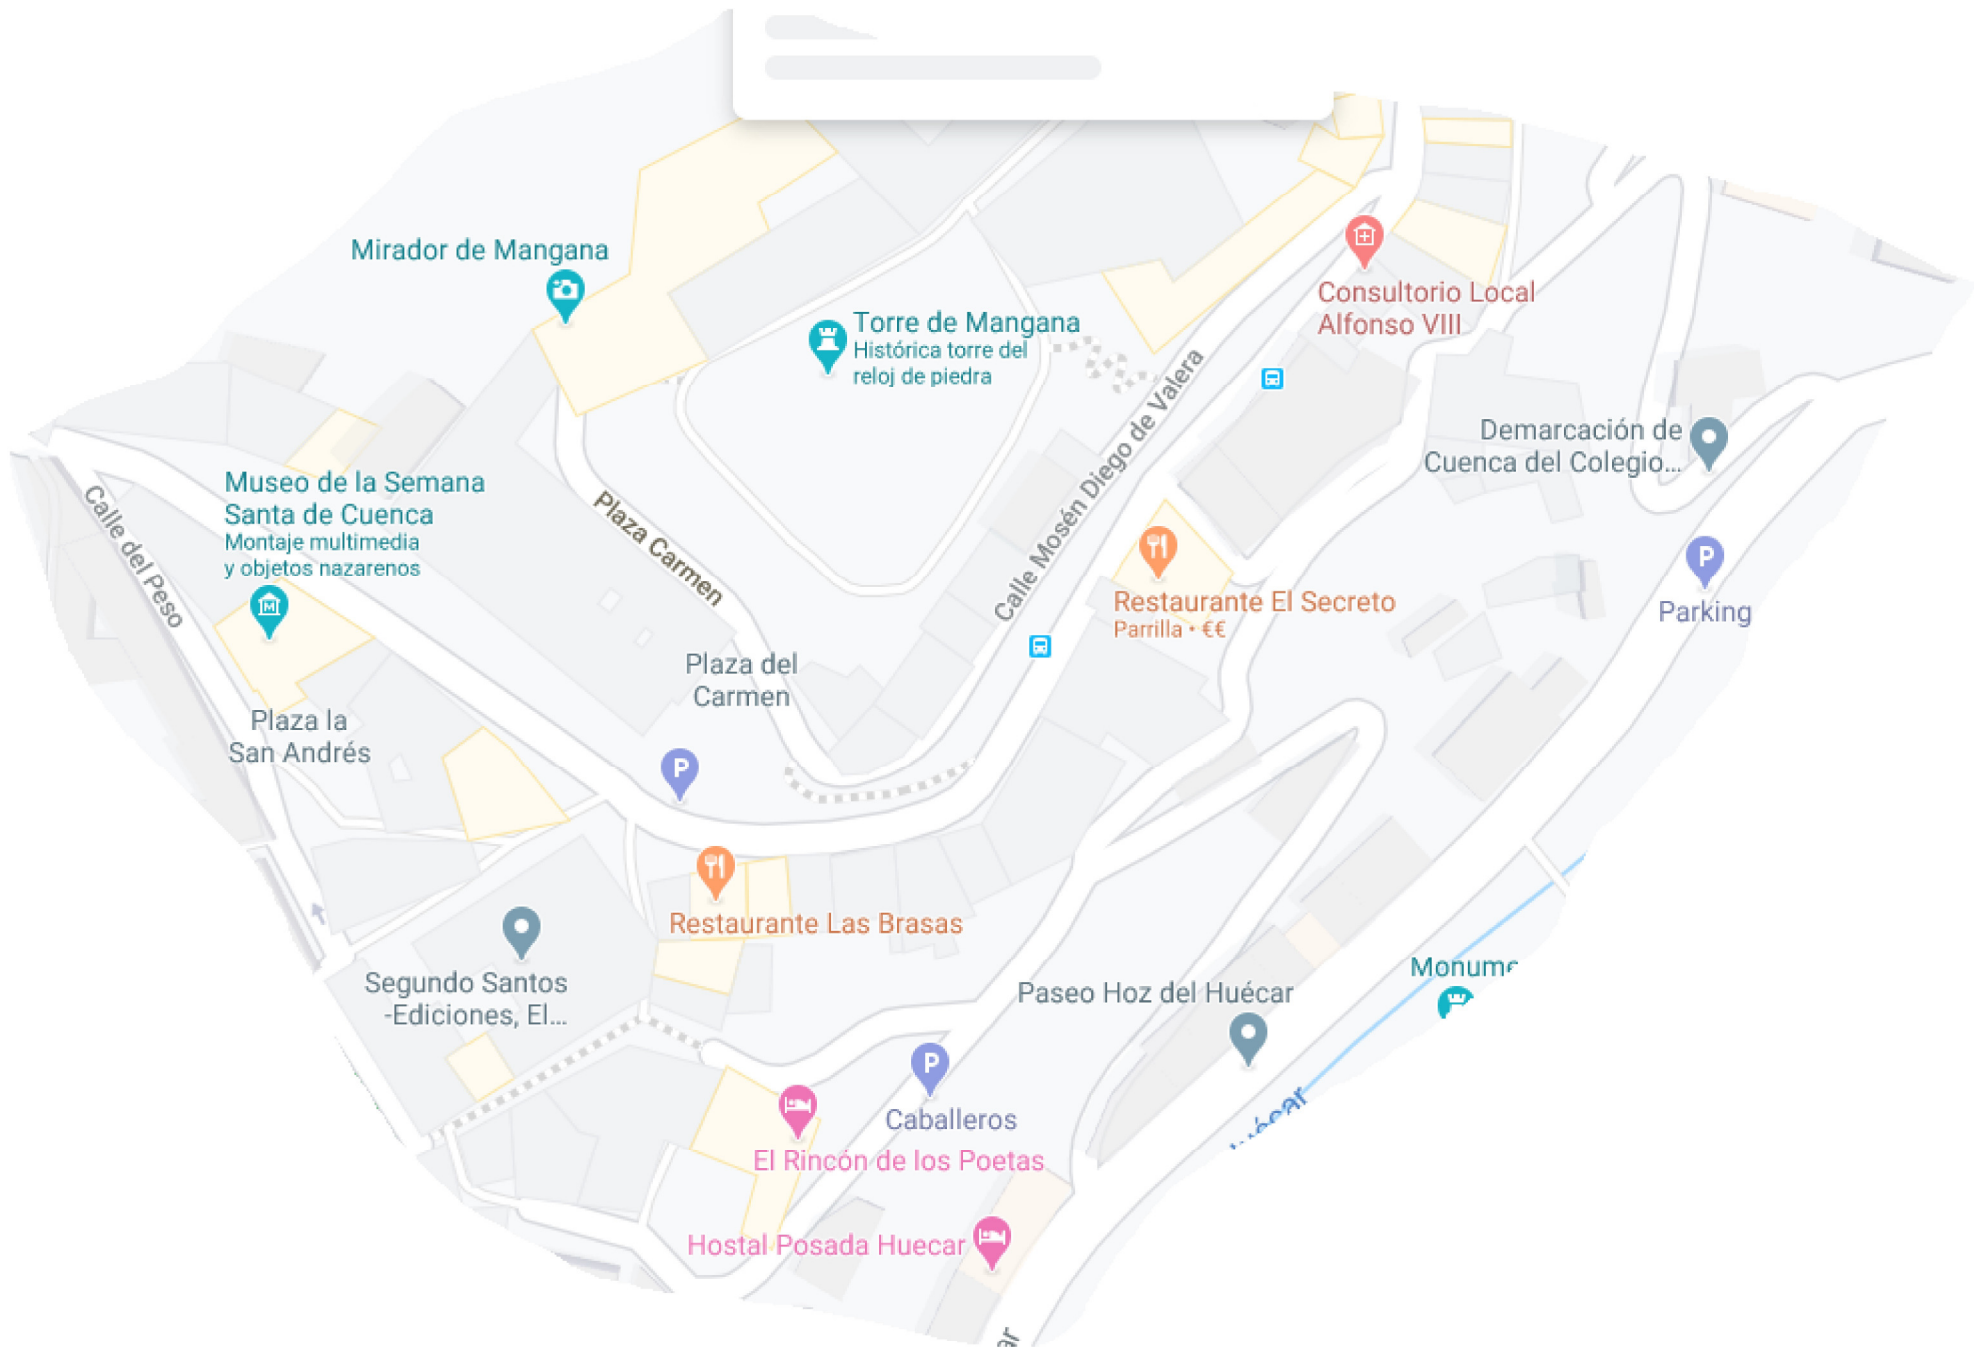 Mirador de Mangana
Torre de Mangana
Histórica torre del
reloj de piedra
Consultorio Local
Alfonso VIII
Calle Mosén Diego de Valera
Demarcación de
Cuenca del Colegio...
Museo de la Semana
Santa de Cuenca
Montaje multimedia
y objetos nazarenos
Calle del Peso
Plaza Carmen
P
Parking
Restaurante El Secreto
Parrilla • €€
Plaza del
Carmen
Plaza la
San Andrés
P
Restaurante Las Brasas
Segundo Santos
-Ediciones, El...
Paseo Hoz del Huécar
P
Caballeros
El Rincón de los Poetas
Hostal Posada Huecar